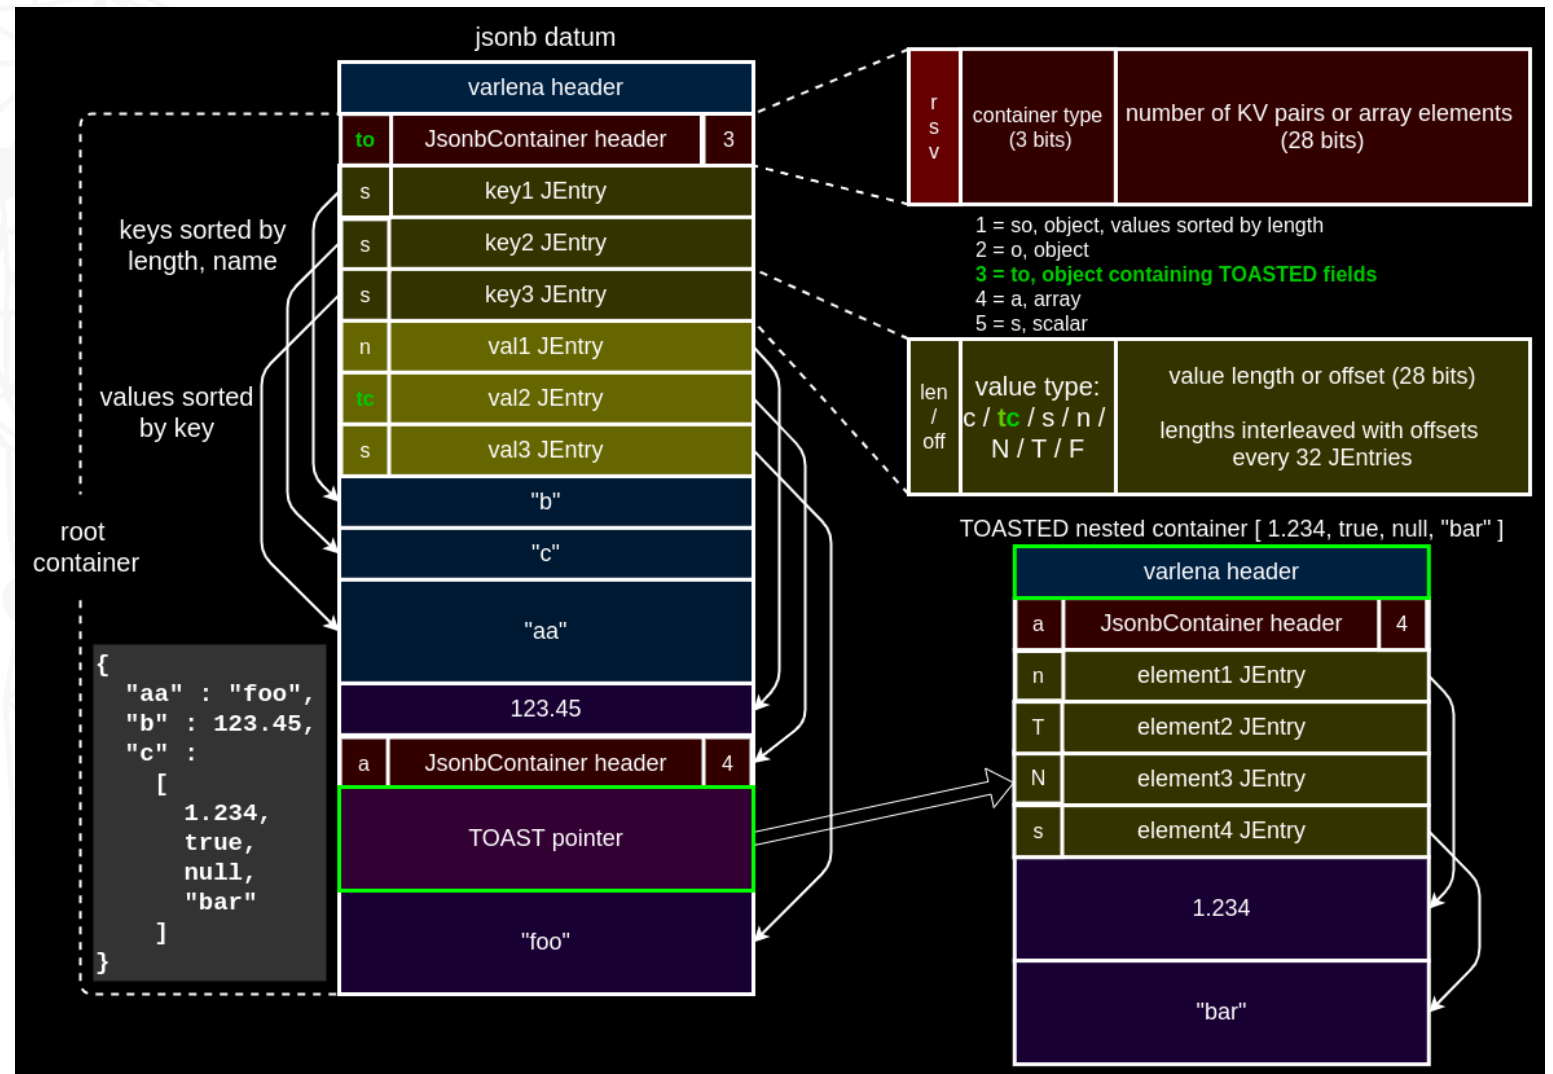 jsonb datum
varlena header
to JsonbContainer header 3
s key1 JEntry
s key2 JEntry
s key3 JEntry
n val1 JEntry
tc val2 JEntry
s val3 JEntry
"b"
"c"
"aa"
123.45
a JsonbContainer header 4
TOAST pointer
"foo"
keys sorted by
length, name
values sorted
by key
root
container
{
"aa" : "foo",
"b" : 123.45,
"c" :
[
1.234,
true,
null,
"bar"
]
}
r
s
v
container type
(3 bits)
number of KV pairs or array elements
(28 bits)
1 = so, object, values sorted by length
2 = o, object
3 = to, object containing TOASTED fields
4 = a, array
5 = s, scalar
len
/
off
value type:
c / tc / s / n /
N / T / F
value length or offset (28 bits)
lengths interleaved with offsets
every 32 JEntries
TOASTED nested container [ 1.234, true, null, "bar" ]
varlena header
a JsonbContainer header 4
n element1 JEntry
T element2 JEntry
N element3 JEntry
s element4 JEntry
1.234
"bar"